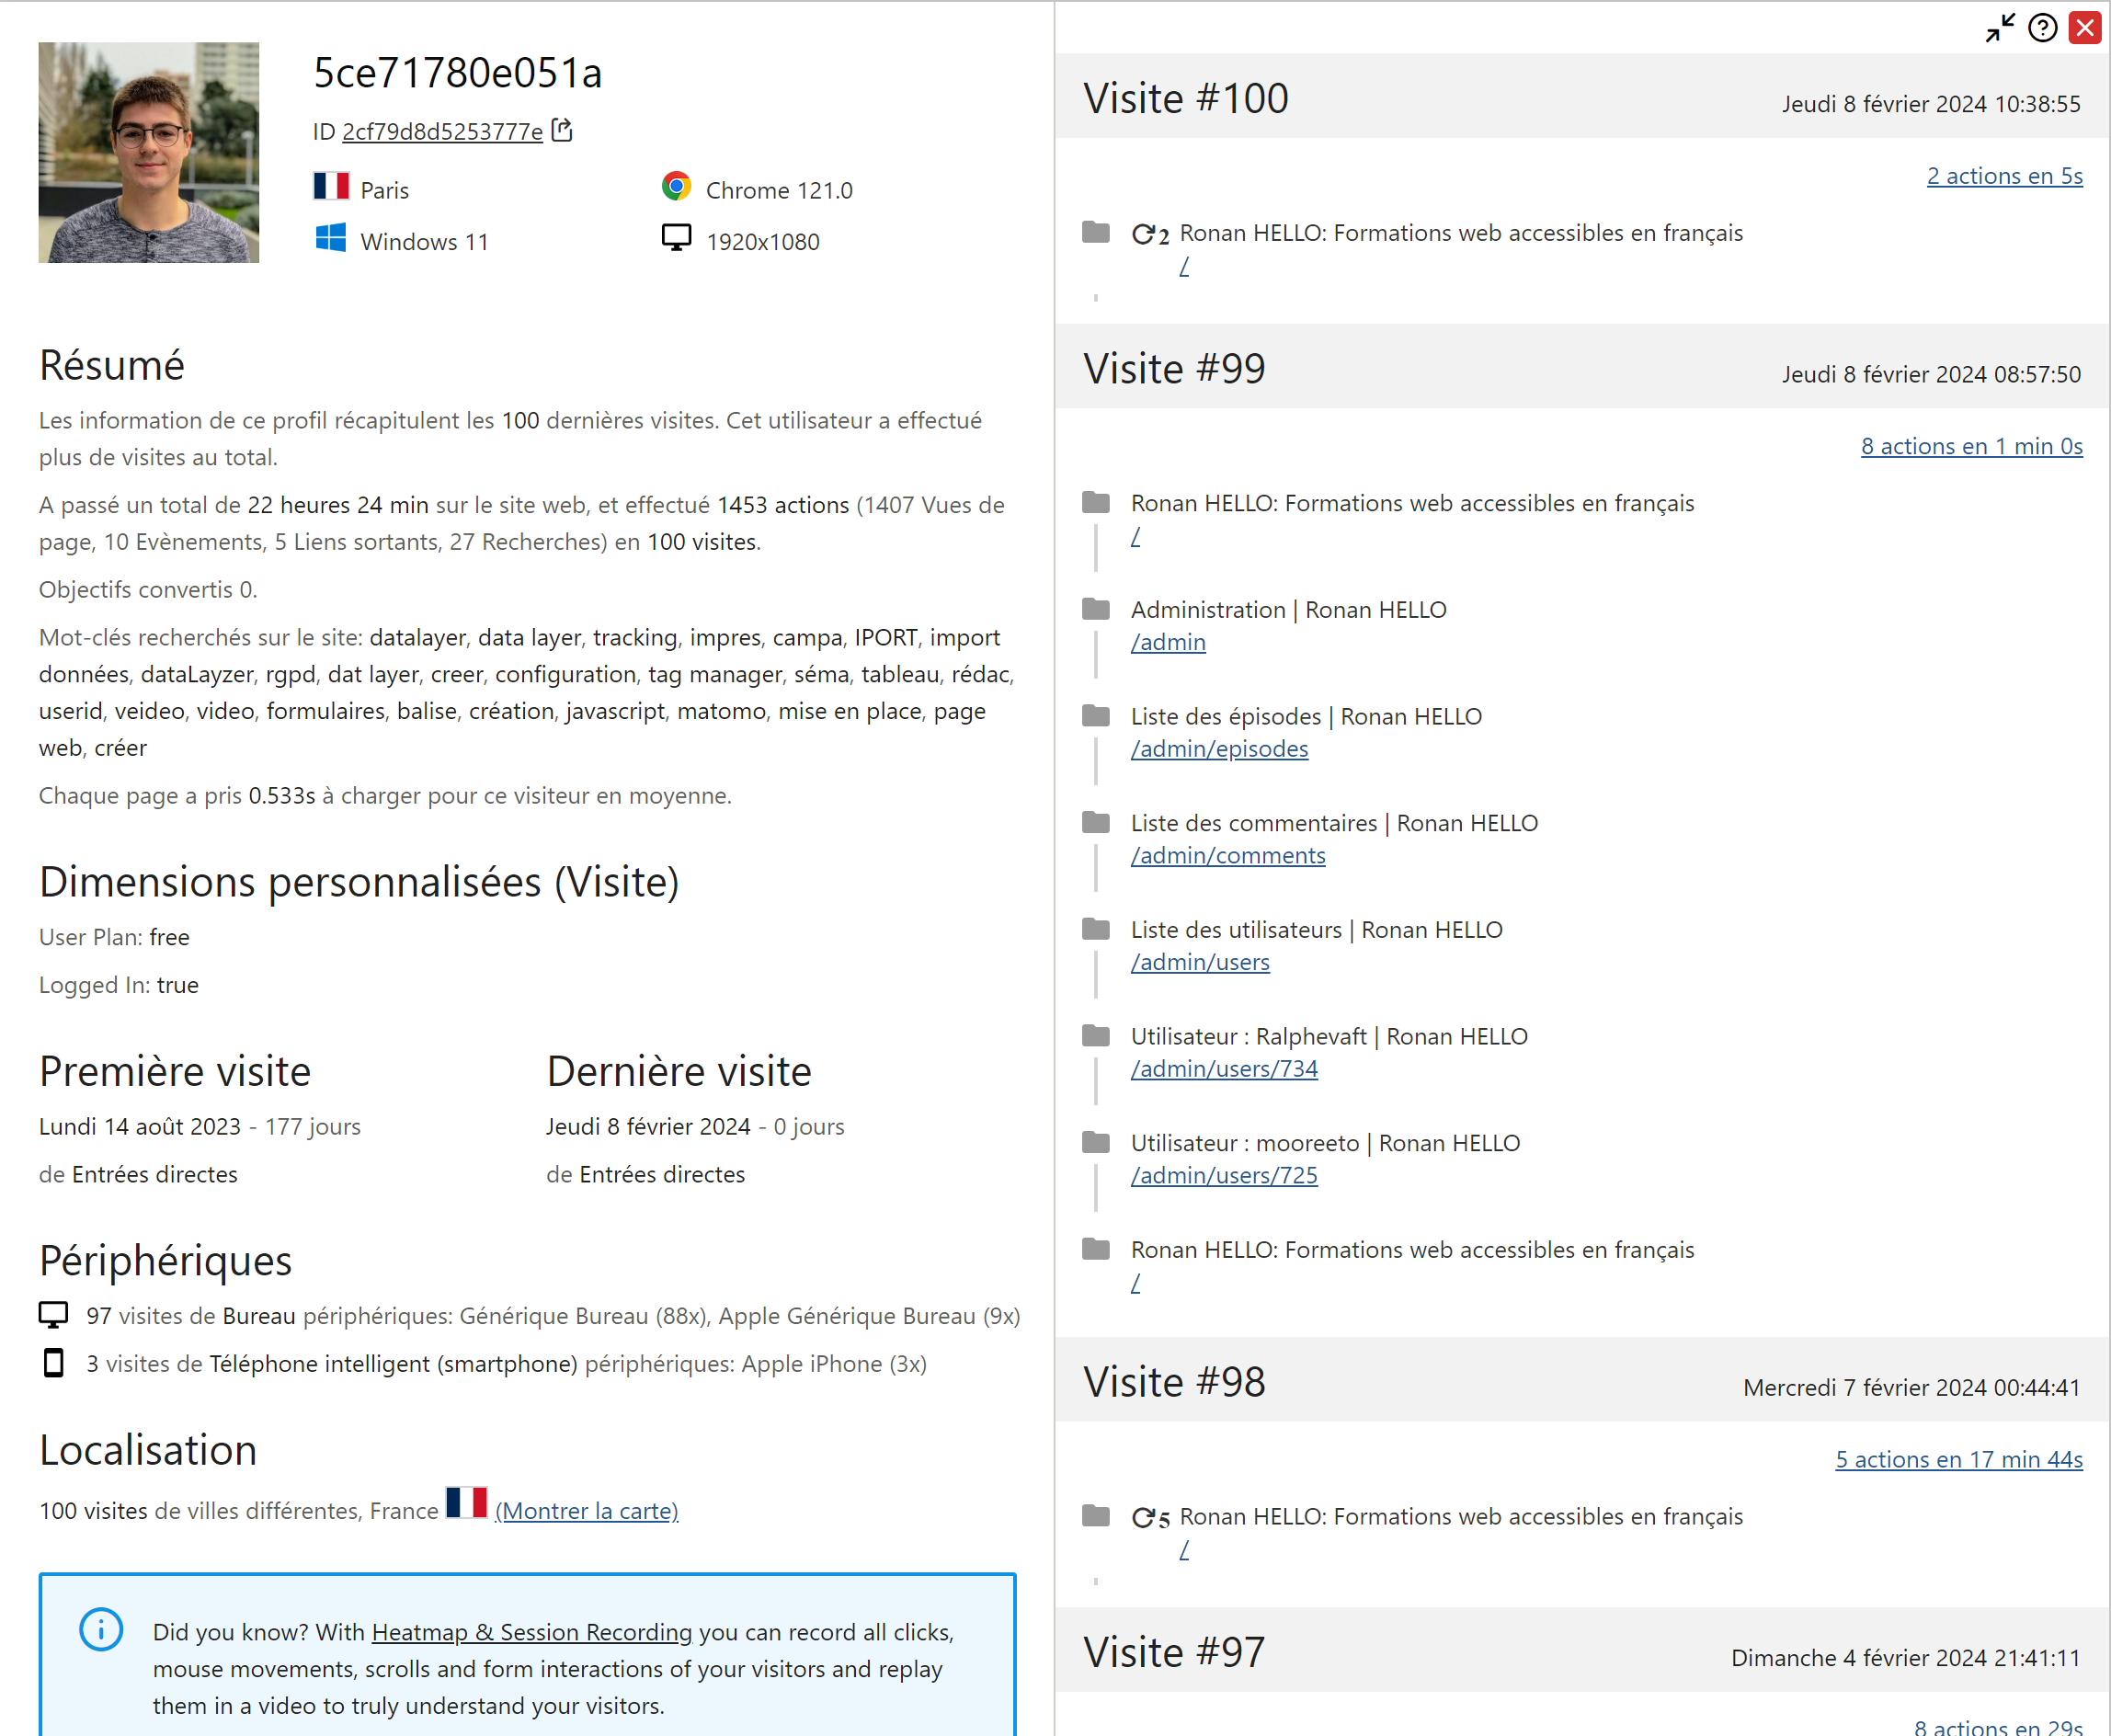 5ce71780e051a
ID 2cf79d8d5253777e
Paris
Chrome 121.0
Windows 11
1920x1080
Résumé
Les information de ce profil récapitulent les 100 dernières visites. Cet utilisateur a effectué
plus de visites au total.
A passé un total de 22 heures 24 min sur le site web, et effectué 1453 actions (1407 Vues de
page, 10 Evènements, 5 Liens sortants, 27 Recherches) en 100 visites.
Objectifs convertis 0.
Mot-clés recherchés sur le site: datalayer, data layer, tracking, impres, campa, IPORT, import
données, dataLayzer, rgpd, dat layer, creer, configuration, tag manager, séma, tableau, rédac,
userid, veideo, video, formulaires, balise, création, javascript, matomo, mise en place, page
web, créer
Chaque page a pris 0.533s à charger pour ce visiteur en moyenne.
Dimensions personnalisées (Visite)
User Plan: free
Logged In: true
Première visite
Lundi 14 août 2023 - 177 jours
de Entrées directes
Dernière visite
Jeudi 8 février 2024 - 0 jours
de Entrées directes
Périphériques
97 visites de Bureau périphériques: Générique Bureau (88x), Apple Générique Bureau (9x)
3 visites de Téléphone intelligent (smartphone) périphériques: Apple iPhone (3x)
Localisation
100 visites de villes différentes, France (Montrer la carte)
Did you know? With Heatmap & Session Recording you can record all clicks,
mouse movements, scrolls and form interactions of your visitors and replay
them in a video to truly understand your visitors.
Visite #100
Jeudi 8 février 2024 10:38:55
2 actions en 5s
2 Ronan HELLO: Formations web accessibles en français
/
Visite #99
Jeudi 8 février 2024 08:57:50
8 actions en 1 min 0s
Ronan HELLO: Formations web accessibles en français
/
Administration | Ronan HELLO
/admin
Liste des épisodes | Ronan HELLO
/admin/episodes
Liste des commentaires | Ronan HELLO
/admin/comments
Liste des utilisateurs | Ronan HELLO
/admin/users
Utilisateur : Ralphevaft | Ronan HELLO
/admin/users/734
Utilisateur : mooreeto | Ronan HELLO
/admin/users/725
Ronan HELLO: Formations web accessibles en français
/
Visite #98
Mercredi 7 février 2024 00:44:41
5 actions en 17 min 44s
5 Ronan HELLO: Formations web accessibles en français
/
Visite #97
Dimanche 4 février 2024 21:41:11
8 actions en 29s